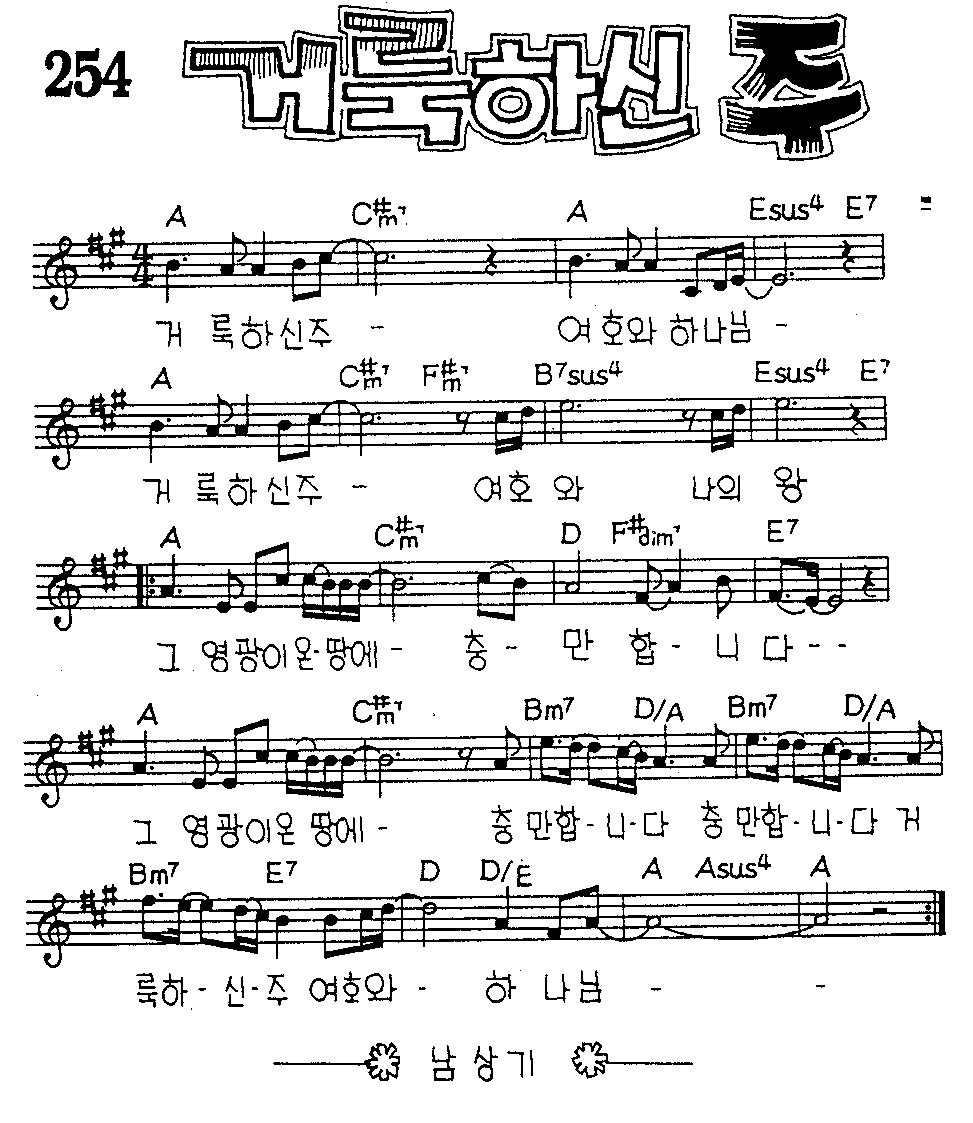 254 거룩하신 주
A C#m7 A Esus4 E7
거 룩하신주 - 여호와 하나님 -
A C#m7 F#m7 B7sus4 Esus4 E7
거 룩하신주 - 여호 와 나의 왕
A C#m7 D F#dim7 E7
그 영광이온-땅에 - 충 - 만 합 - 니 다 - -
A C#m7 Bm7 D/A Bm7 D/A
그 영광이온 땅에 - 충 만합 - 니 - 다 충 만합 - 니 - 다 거
Bm7 E7 D D/E A Asus4 A
룩하 - 신 - 주 여호와 - 하 나님 - -
남상기